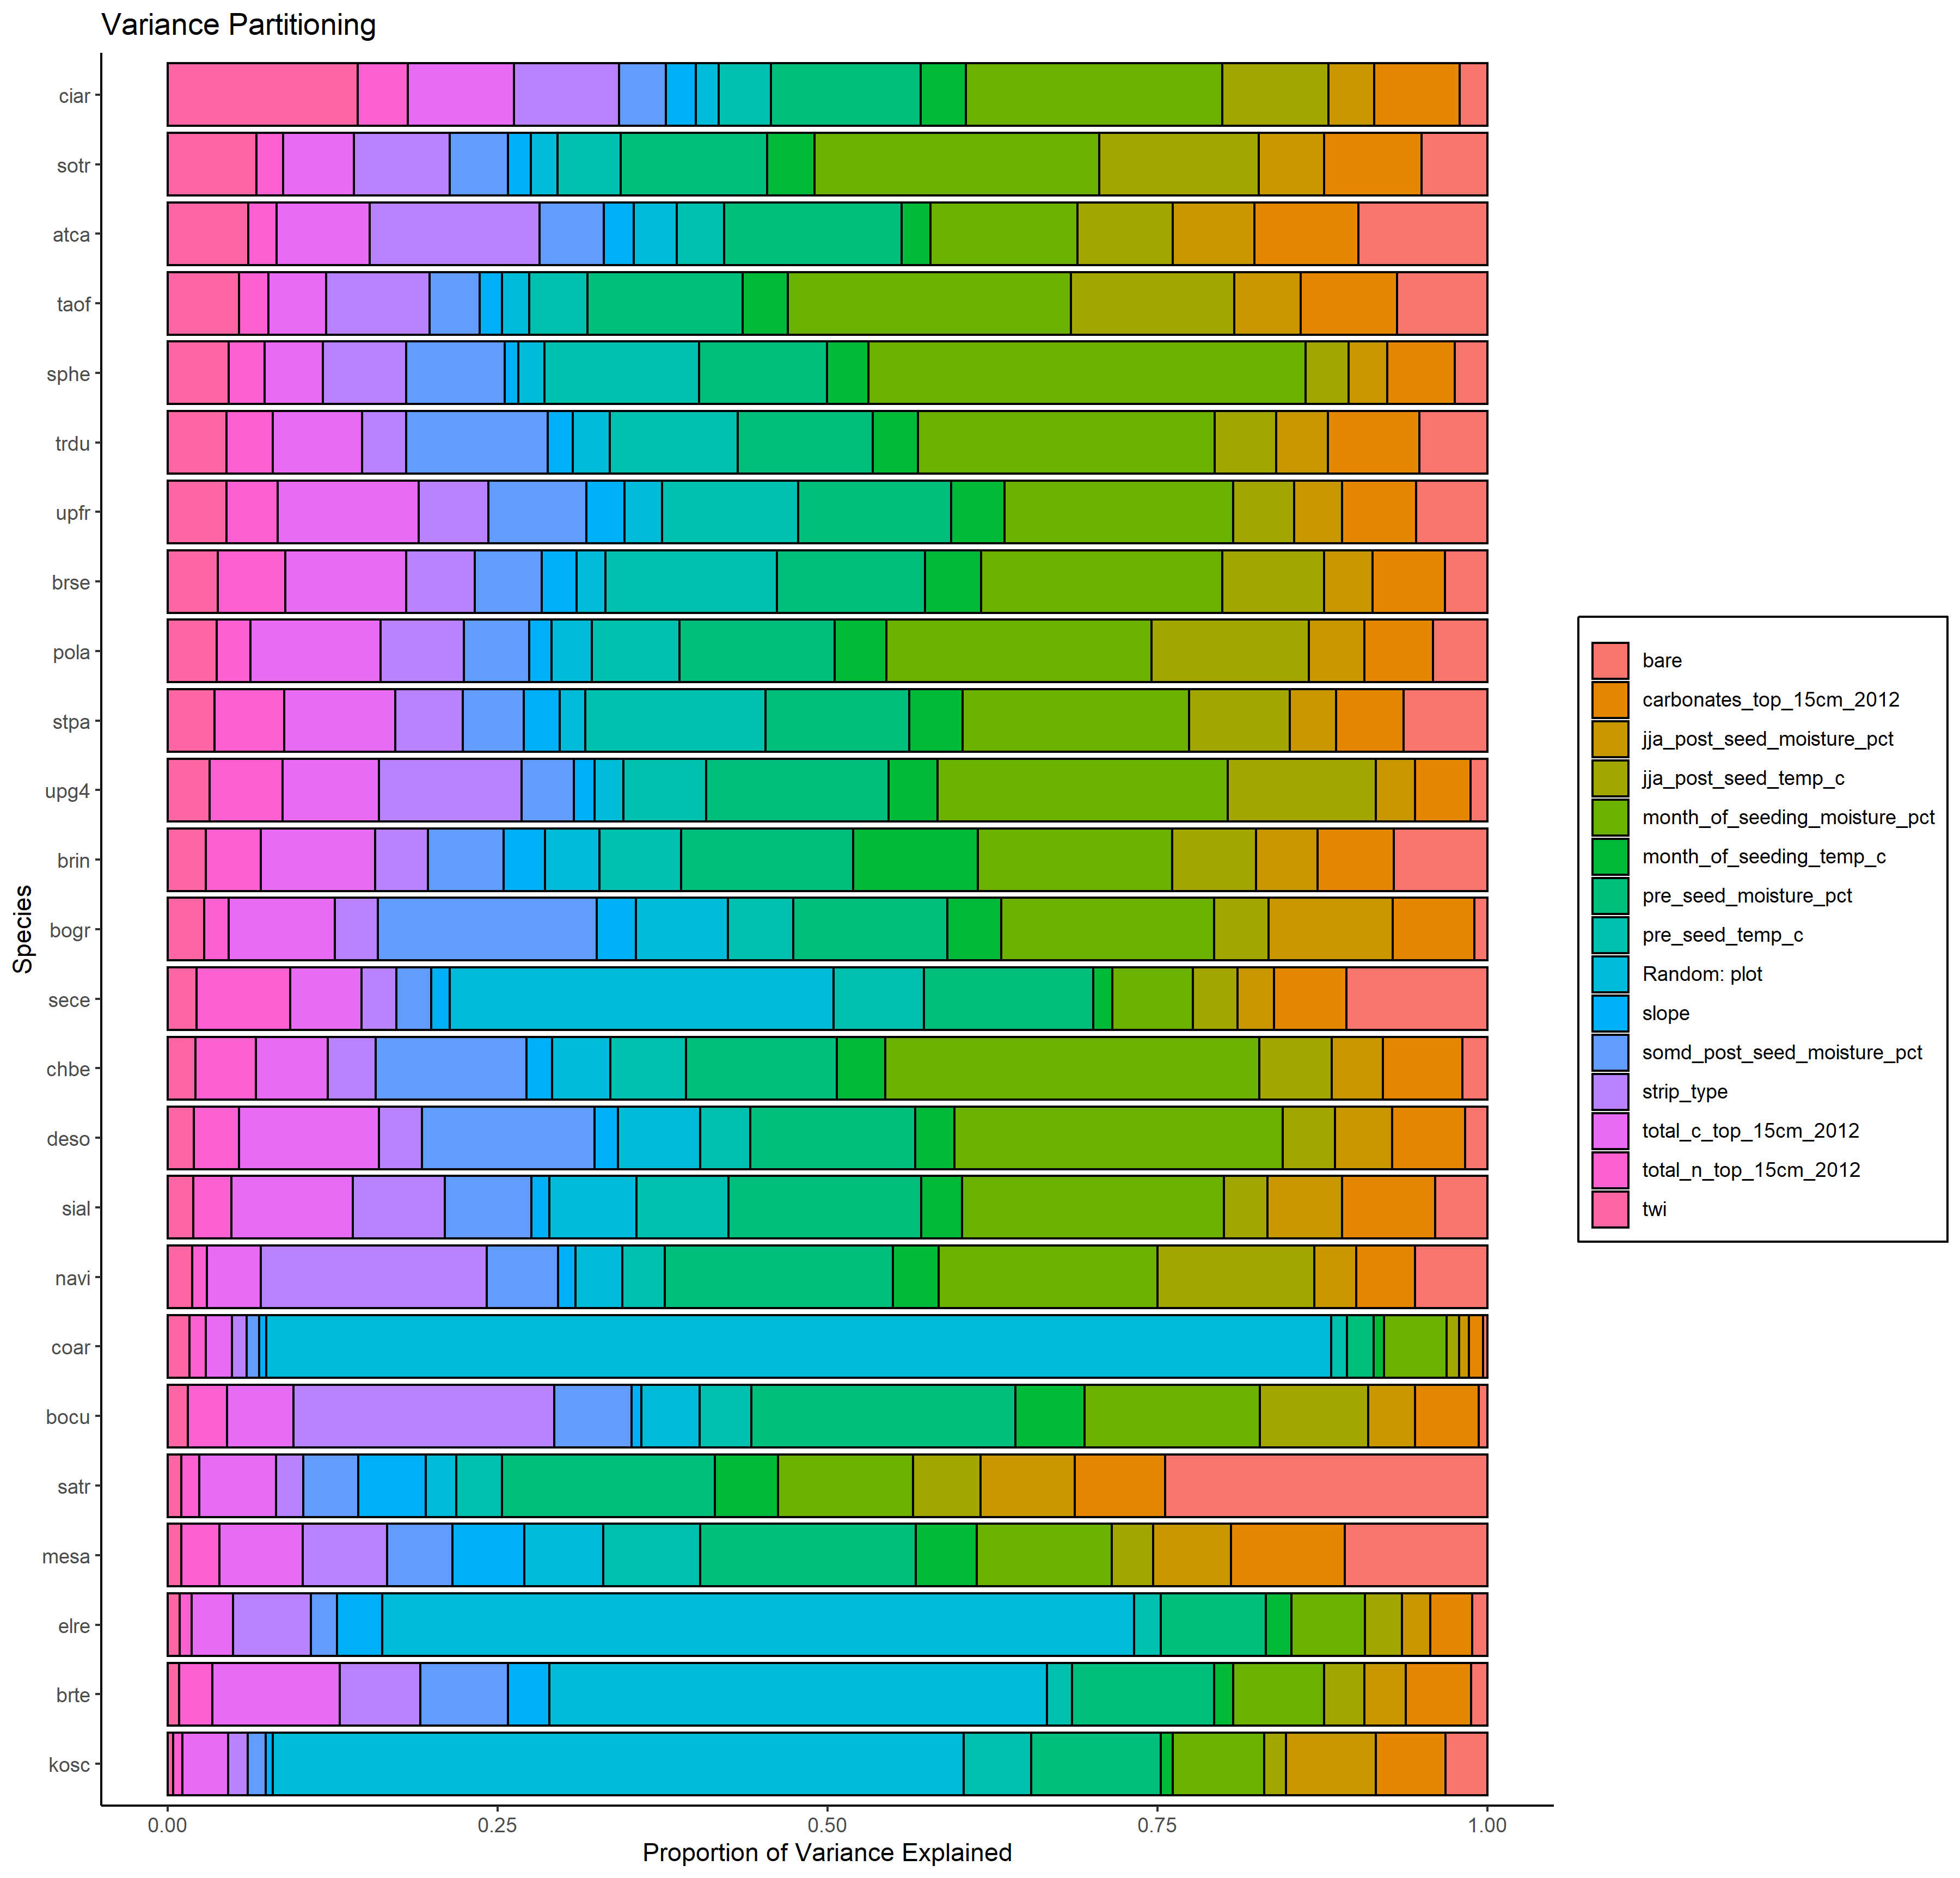 Variance Partitioning
ciar
sotr
atca
taof
sphe
trdu
upfr
brse
pola
stpa
upg4
brin
bogr
sece
chbe
deso
sial
navi
coar
bocu
satr
mesa
elre
brte
kosc
Species
0.00 0.25 0.50 0.75 1.00
Proportion of Variance Explained
bare
carbonates_top_15cm_2012
jja_post_seed_moisture_pct
jja_post_seed_temp_c
month_of_seeding_moisture_pct
month_of_seeding_temp_c
pre_seed_moisture_pct
pre_seed_temp_c
Random: plot
slope
somd_post_seed_moisture_pct
strip_type
total_c_top_15cm_2012
total_n_top_15cm_2012
twi